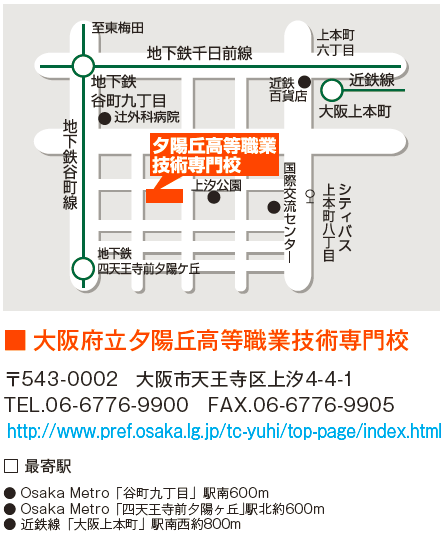 至東梅田
地下鉄千日前線
上本町
六丁目
地下鉄
谷町九丁目
近鉄
百貨店
近鉄線
大阪上本町
辻外科病院
地下鉄谷町線
夕陽丘高等職業
技術専門校
上汐公園
国際交流センター
シティバス
上本町八丁目
地下鉄
四天王寺前夕陽ケ丘
■ 大阪府立夕陽丘高等職業技術専門校
〒543-0002 大阪市天王寺区上汐4-4-1
TEL.06-6776-9900 FAX.06-6776-9905
http://www.pref.osaka.lg.jp/tc-yuhi/top-page/index.html
□ 最寄駅
● Osaka Metro「谷町九丁目」駅南600m
● Osaka Metro「四天王寺前夕陽ヶ丘」駅北約600m
● 近鉄線「大阪上本町」駅南西約800m